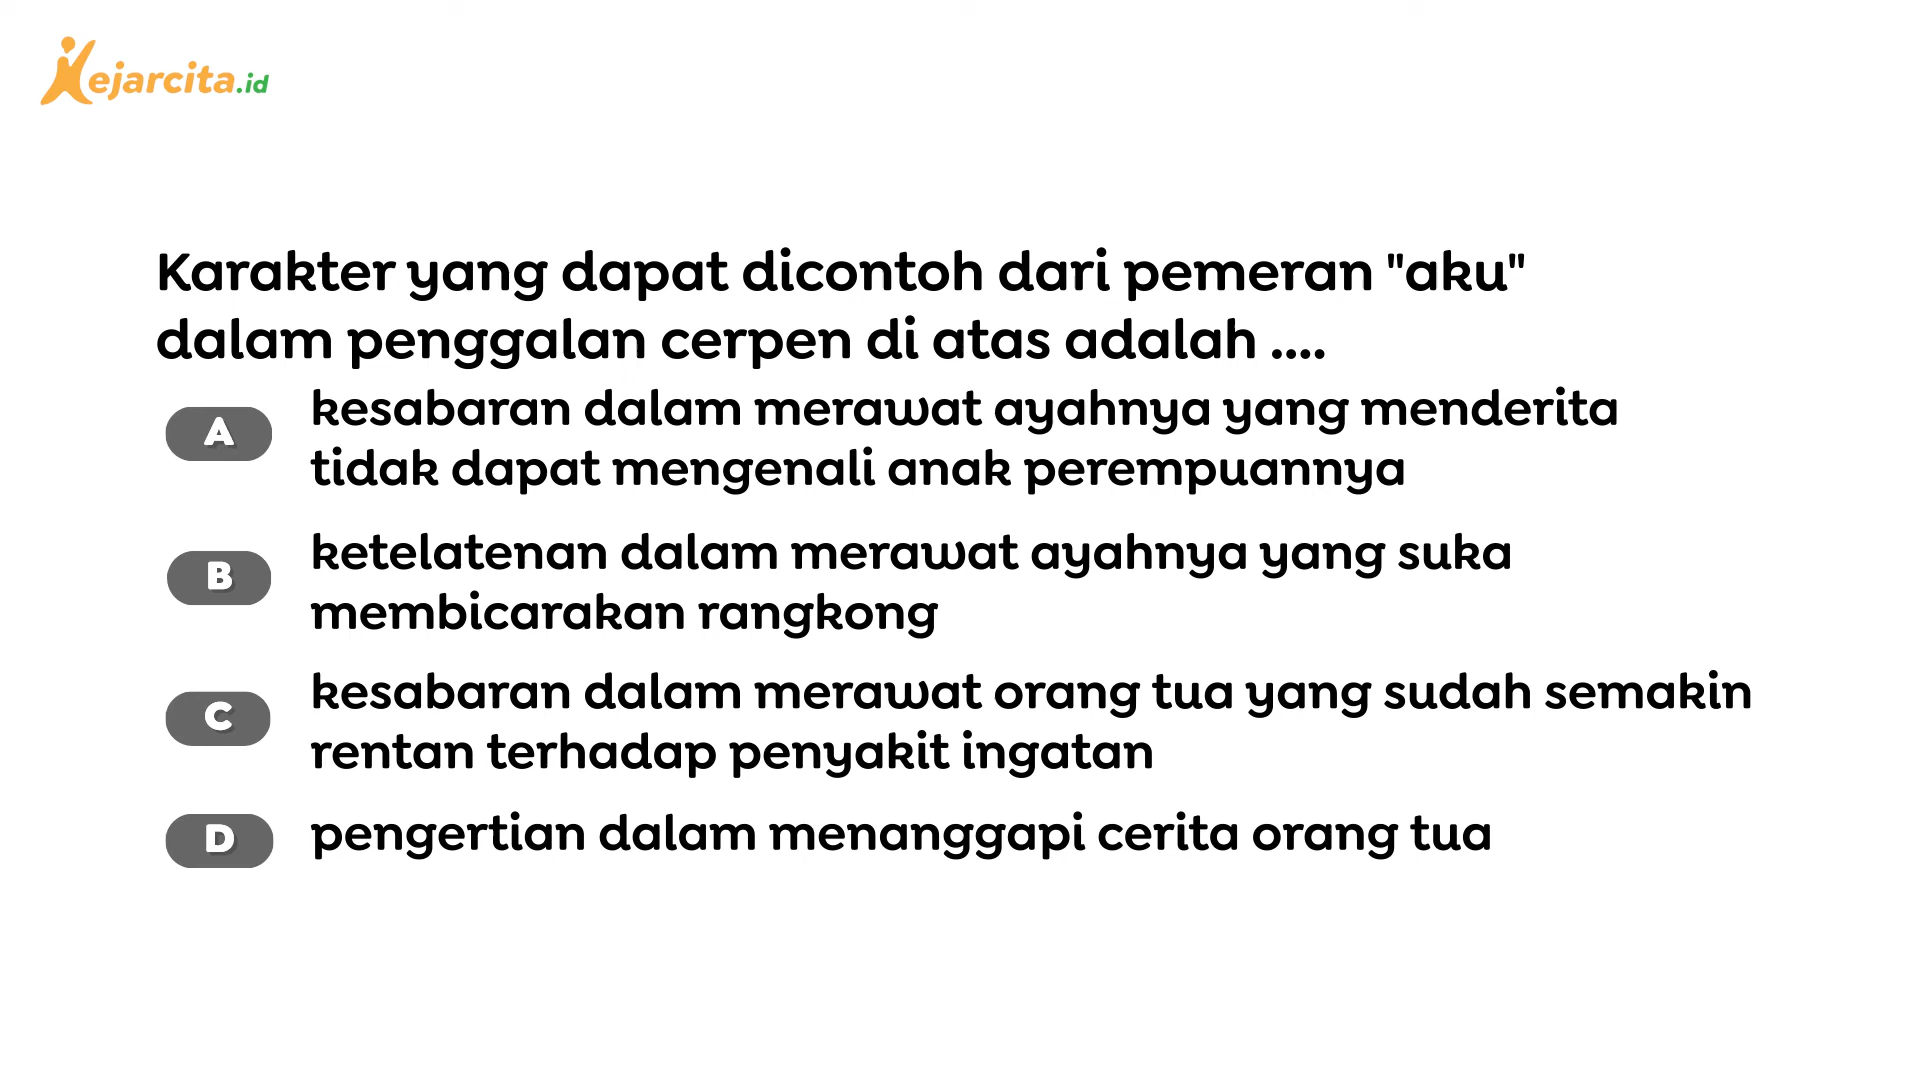 Kejarcita.id
Karakter yang dapat dicontoh dari pemeran "aku"
dalam penggalan cerpen di atas adalah ....
A
kesabaran dalam merawat ayahnya yang menderita
tidak dapat mengenali anak perempuannya
B
ketelatenan dalam merawat ayahnya yang suka
membicarakan rangkong
C
kesabaran dalam merawat orang tua yang sudah semakin
rentan terhadap penyakit ingatan
D
pengertian dalam menanggapi cerita orang tua